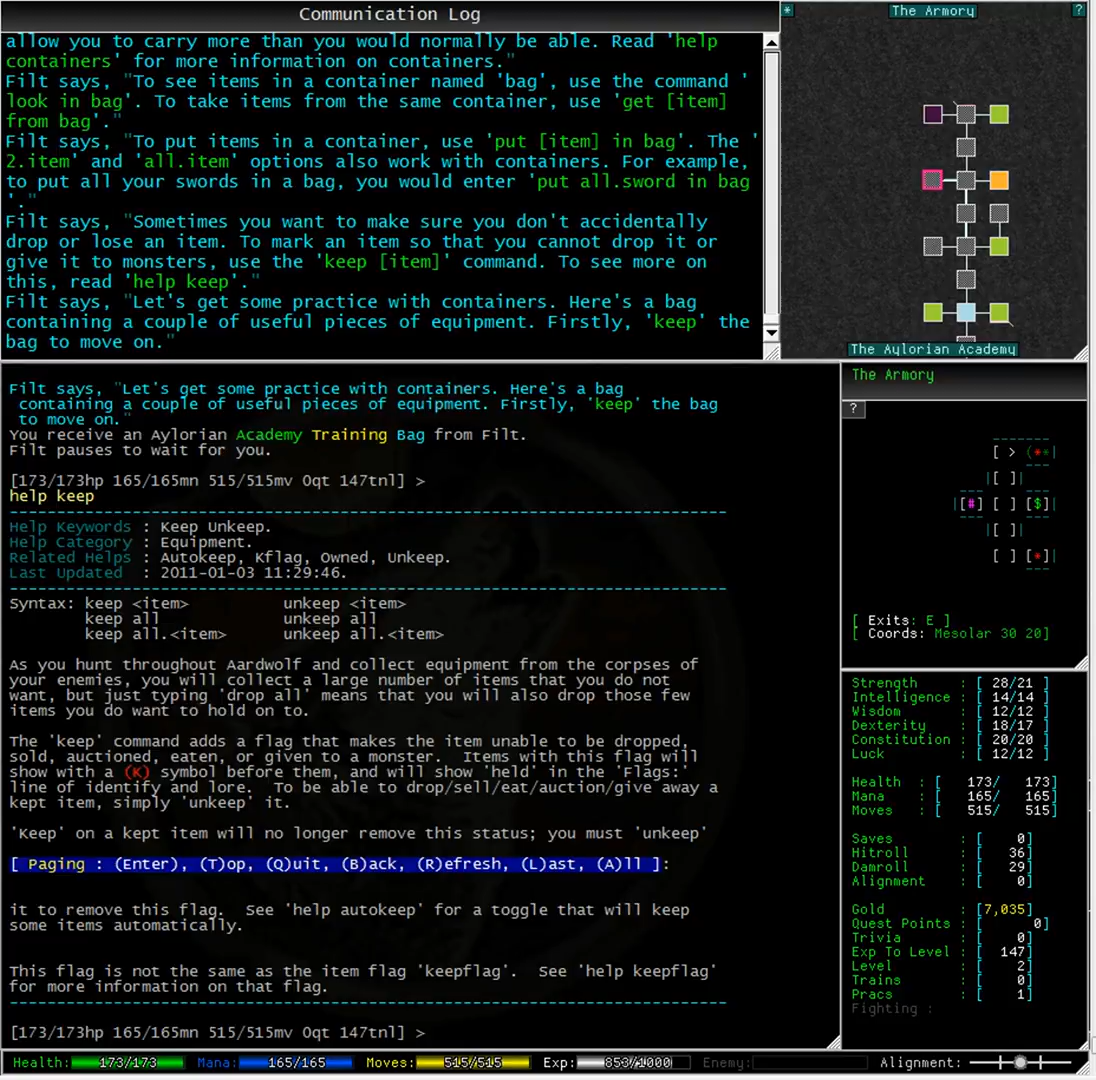 Communication Log
allow you to carry more than you would normally be able. Read 'help
containers' for more information on containers."
Filt says, "To see items in a container named 'bag', use the command '
look in bag'. To take items from the same container, use 'get [item]
from bag'."
Filt says, "To put items in a container, use 'put [item] in bag'. The '
2.item' and 'all.item' options also work with containers. For example,
to put all your swords in a bag, you would enter 'put all.sword in bag
'."
Filt says, "Sometimes you want to make sure you don't accidentally
drop or lose an item. To mark an item so that you cannot drop it or
give it to monsters, use the 'keep [item]' command. To see more on
this, read 'help keep'."
Filt says, "Let's get some practice with containers. Here's a bag
containing a couple of useful pieces of equipment. Firstly, 'keep' the
bag to move on."
* The Armory ?
The Aylorian Academy
Filt says, "Let's get some practice with containers. Here's a bag
containing a couple of useful pieces of equipment. Firstly, 'keep' the bag
to move on."
You receive an Aylorian Academy Training Bag from Filt.
Filt pauses to wait for you.
[173/173hp 165/165mn 515/515mv 0qt 147tnl] >
help keep
Help Keywords : Keep Unkeep.
Help Category : Equipment.
Related Helps : Autokeep, Kflag, Owned, Unkeep.
Last Updated : 2011-01-03 11:29:46.
Syntax: keep <item> unkeep <item>
keep all unkeep all
keep all.<item> unkeep all.<item>
As you hunt throughout Aardwolf and collect equipment from the corpses of
your enemies, you will collect a large number of items that you do not
want, but just typing 'drop all' means that you will also drop those few
items you do want to hold on to.
The 'keep' command adds a flag that makes the item unable to be dropped,
sold, auctioned, eaten, or given to a monster. Items with this flag will
show with a (K) symbol before them, and will show 'held' in the 'Flags:'
line of identify and lore. To be able to drop/sell/eat/auction/give away a
kept item, simply 'unkeep' it.
'Keep' on a kept item will no longer remove this status; you must 'unkeep'
[ Paging : (Enter), (T)op, (Q)uit, (B)ack, (R)efresh, (L)ast, (A)ll ]:
it to remove this flag. See 'help autokeep' for a toggle that will keep
some items automatically.
This flag is not the same as the item flag 'keepflag'. See 'help keepflag'
for more information on that flag.
[173/173hp 165/165mv 515/515mv 0qt 147tnl] >
The Armory
?
[ > (**|
|[ ]|
|[#] [ ] [$]|
|[ ]|
[ ] [*]|
[ Exits: E ]
[ Coords: Mesolar 30 20]
Strength : [ 28/21 ]
Intelligence : [ 14/14 ]
Wisdom : [ 12/12 ]
Dexterity : [ 18/17 ]
Constitution : [ 20/20 ]
Luck : [ 12/12 ]
Health : [ 173/ 173]
Mana : [ 165/ 165]
Moves : [ 515/ 515]
Saves : [ 0]
Hitroll : [ 36]
Damroll : [ 29]
Alignment : [ 0]
Gold : [7,035]
Quest Points : [ 0]
Trivia : [ 0]
Exp To Level : [ 147]
Level : [ 2]
Trains : [ 0]
Pracs : [ 1]
Fighting :
Health: 173/173 Mana: 165/165 Moves: 515/515 Exp: 853/1000 Enemy: Alignment: